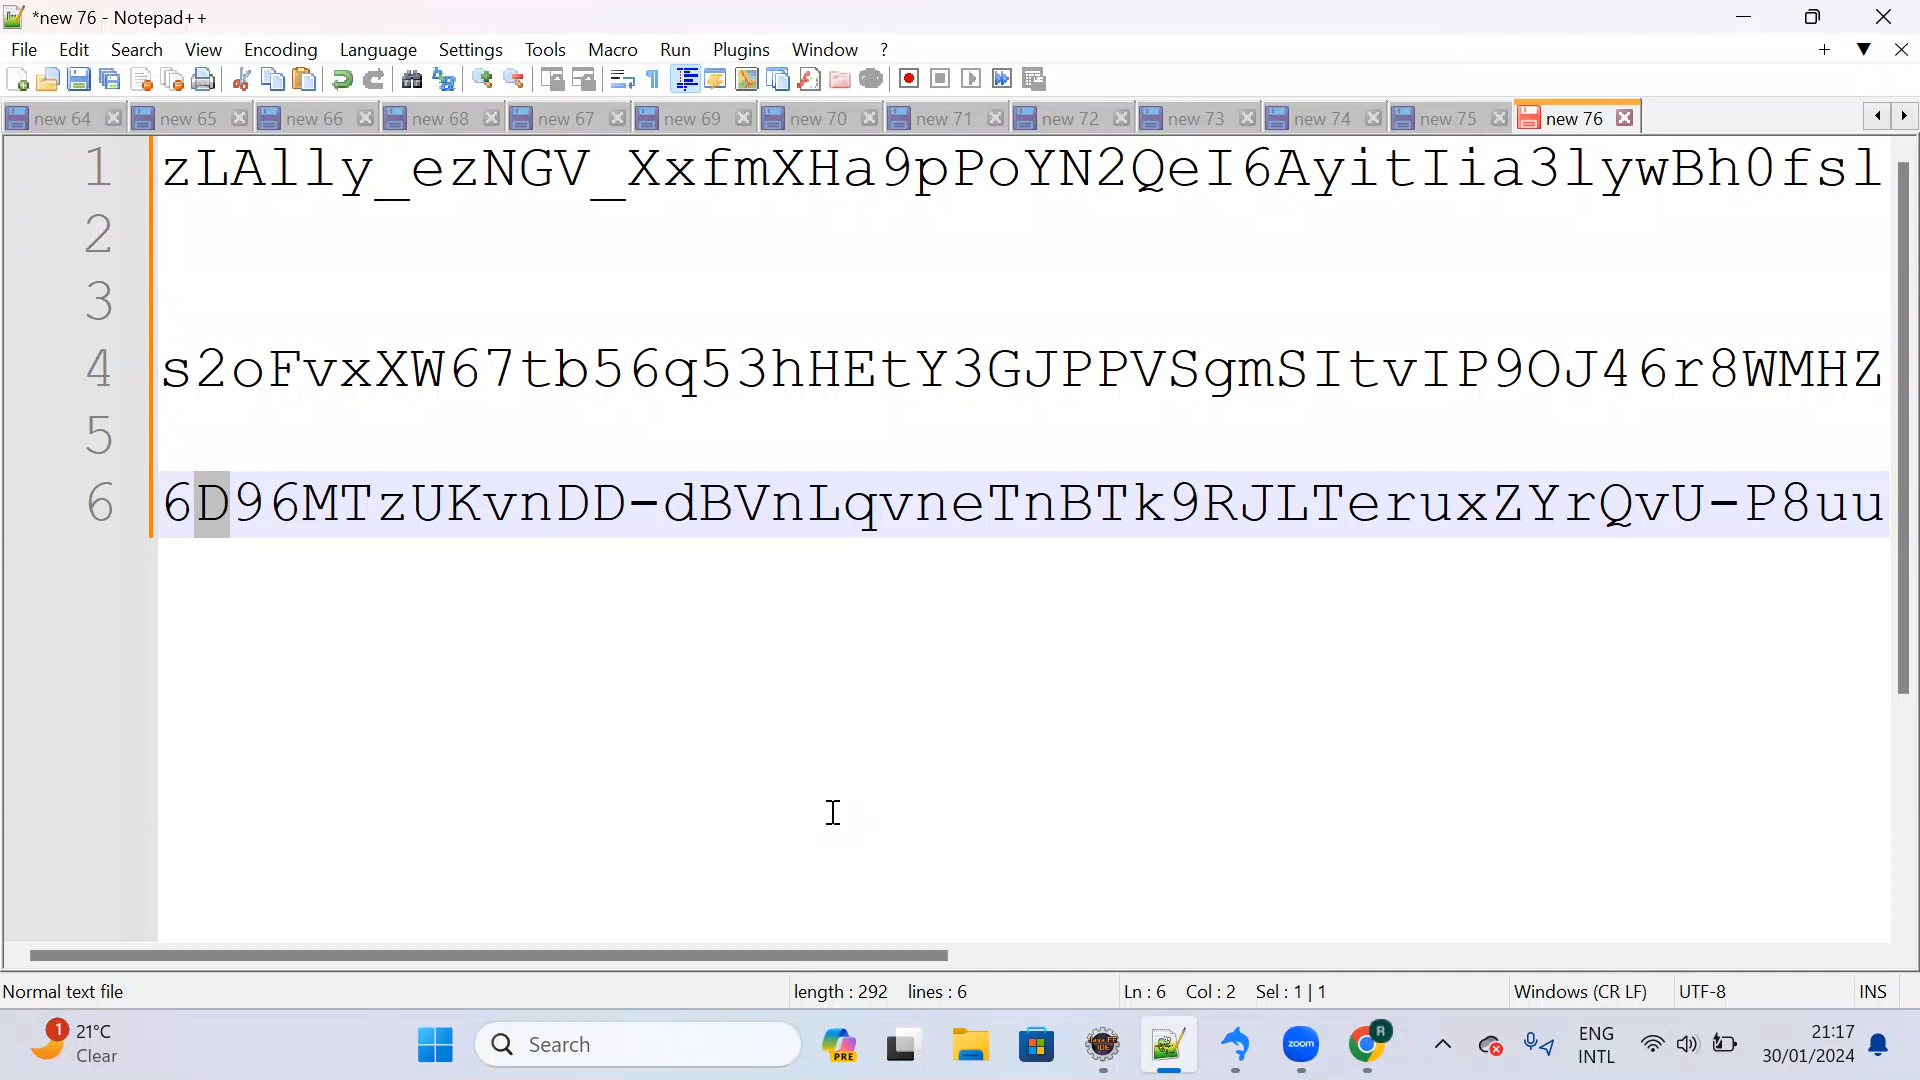 *new 76 - Notepad++
File Edit Search View Encoding Language Settings Tools Macro Run Plugins Window ?
new 64 new 65 new 66 new 68 new 67 new 69 new 70 new 71 new 72 new 73 new 74 new 75 new 76
1 zLAlly_ezNGV_XxfmXHa9pPoYN2QeI6AyitIia3lywBh0fsl
2
3
4 s2oFvxXW67tb56q53hHEtY3GJPPVSgmSItvIP9OJ46r8WMHZ
5
6 6D96MTzUKvnDD-dBVnLqvneTnBTk9RJLTeruxZYrQvU-P8uu
Normal text file length : 292 lines : 6 Ln : 6 Col : 2 Sel : 1 | 1 Windows (CR LF) UTF-8 INS
1 21°C
Clear
Search
PRE
zoom
R
ENG
INTL
21:17
30/01/2024